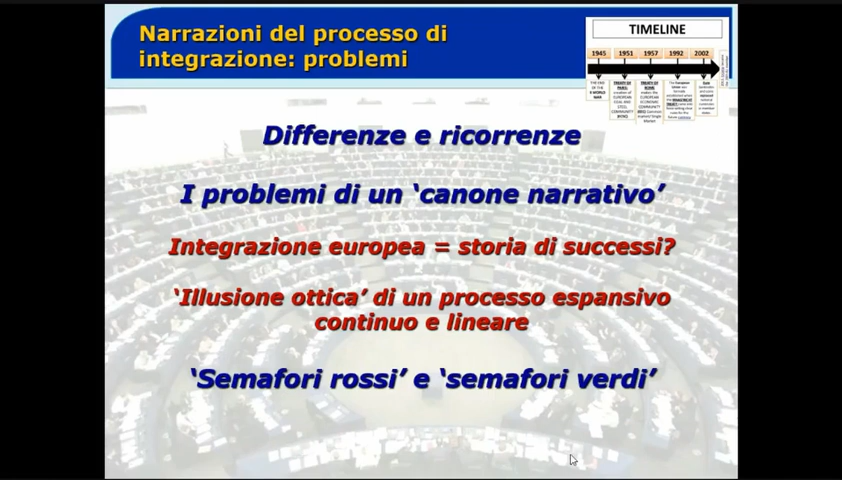 Narrazioni del processo di
integrazione: problemi
TIMELINE
1945 1951 1957 1992 2002
Differenze e ricorrenze
I problemi di un ‘canone narrativo’
Integrazione europea = storia di successi?
‘Illusione ottica’ di un processo espansivo
continuo e lineare
‘Semafori rossi’ e ‘semafori verdi’